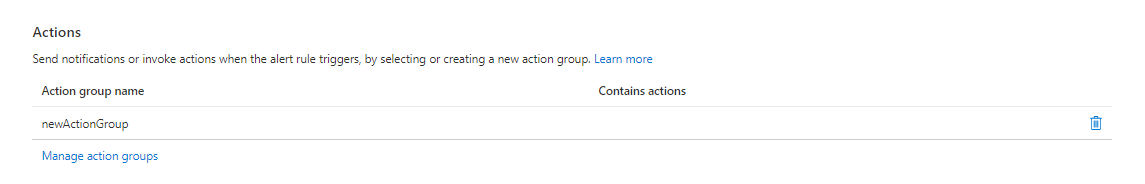 Actions
Send notifications or invoke actions when the alert rule triggers, by selecting or creating a new action group. Learn more
Action group name Contains actions
newActionGroup
Manage action groups